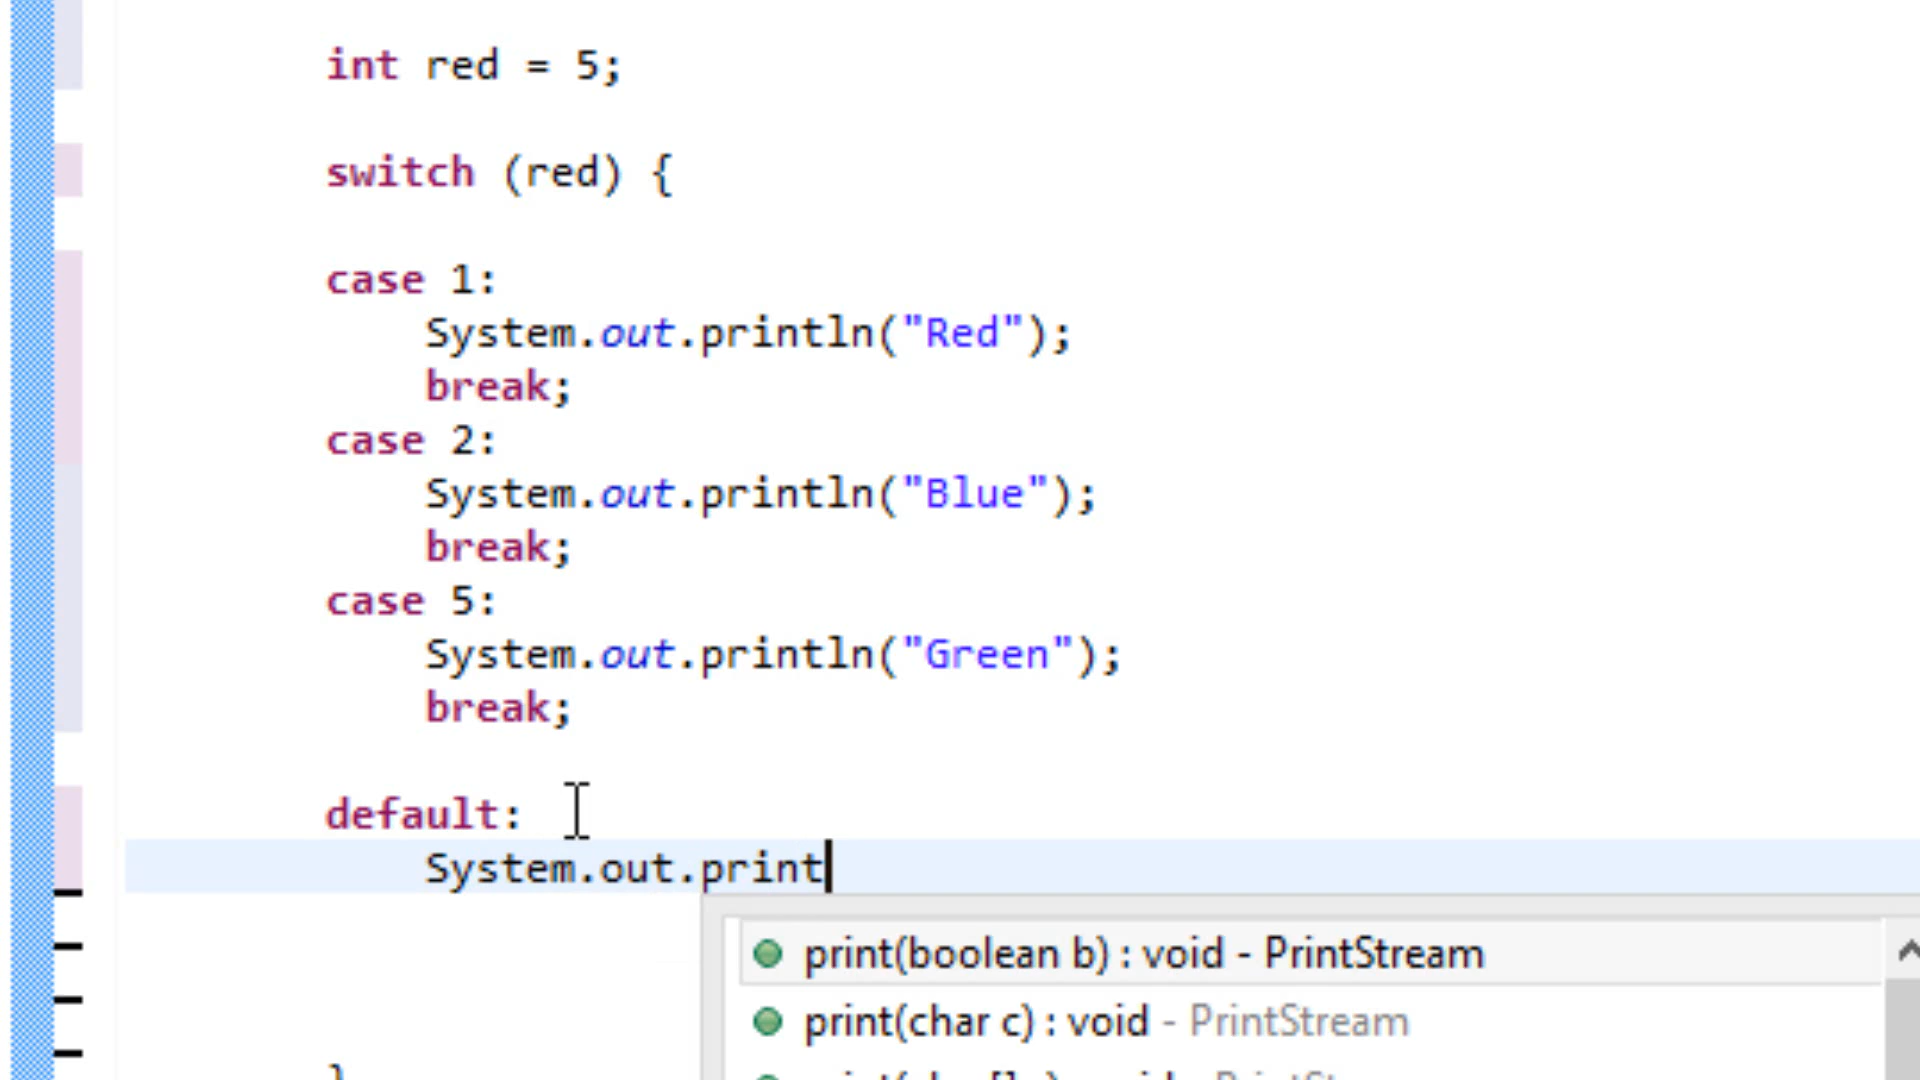 int red = 5;
switch (red) {
case 1:
System.out.println("Red");
break;
case 2:
System.out.println("Blue");
break;
case 5:
System.out.println("Green");
break;
default:
System.out.print
print(boolean b) : void - PrintStream
print(char c) : void - PrintStream
}